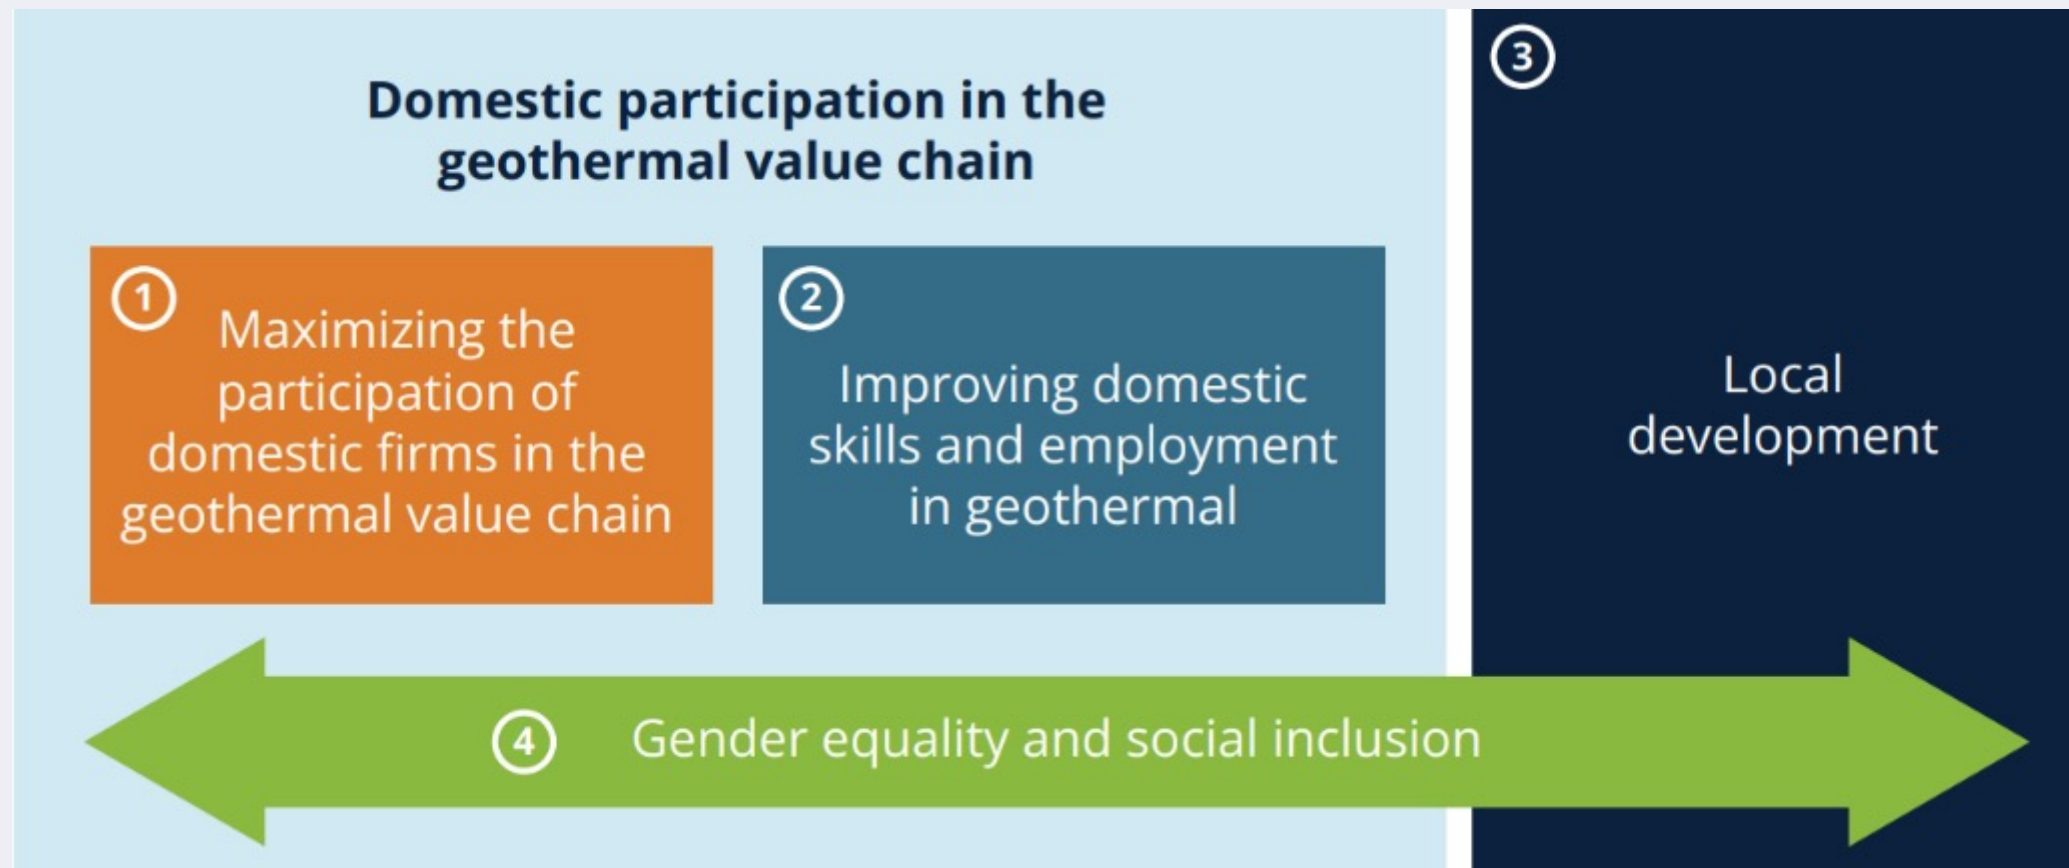 Domestic participation in the
geothermal value chain
1
Maximizing the
participation of
domestic firms in the
geothermal value chain
2
Improving domestic
skills and employment
in geothermal
3
Local
development
4 Gender equality and social inclusion